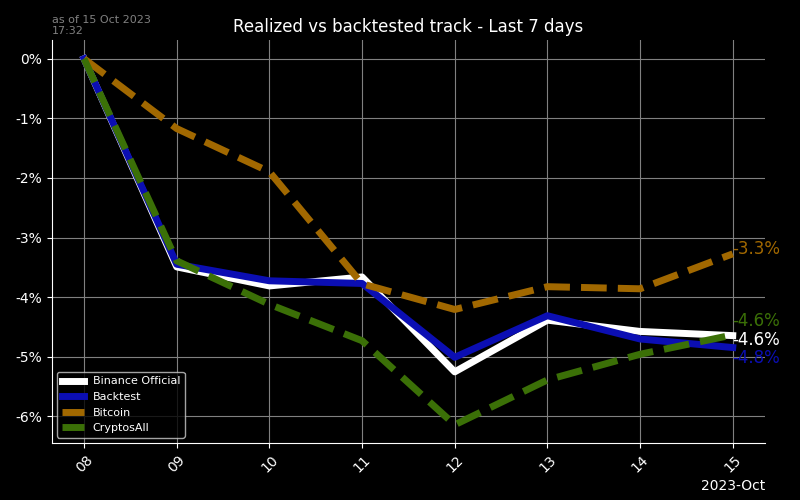 as of 15 Oct 2023
17:32
Realized vs backtested track - Last 7 days
0%
-1%
-2%
-3%
-4%
-5%
-6%
-3.3%
-4.6%
-4.6%
-4.8%
Binance Official
Backtest
Bitcoin
CryptosAll
08
09
10
11
12
13
14
15
2023-Oct